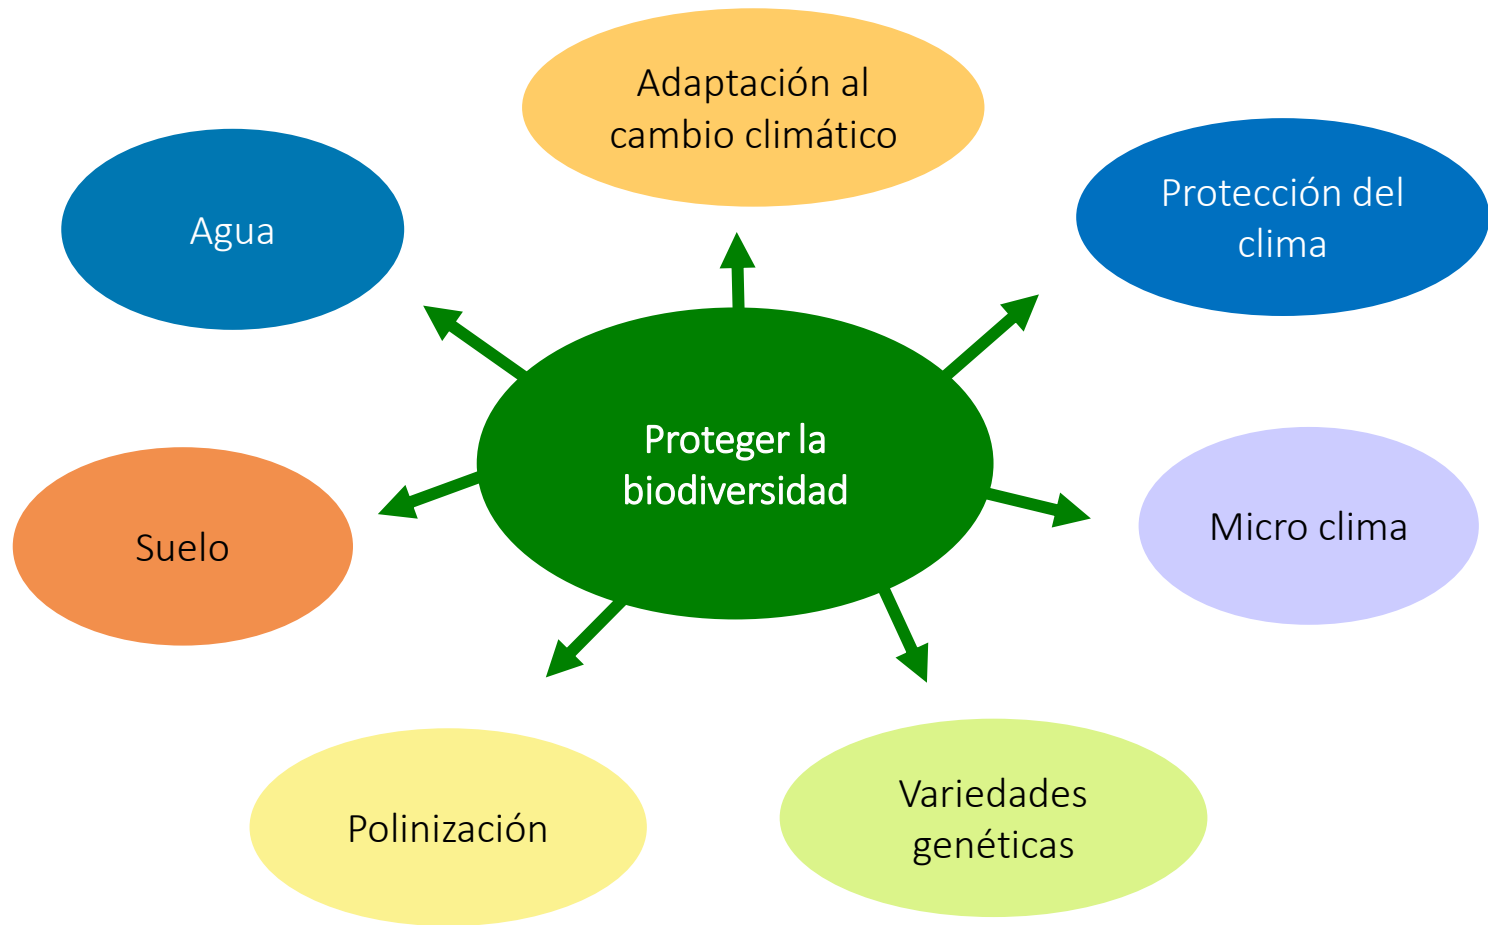 Adaptación al
cambio climático
Agua
Protección del
clima
Proteger la
biodiversidad
Suelo
Micro clima
Polinización
Variedades
genéticas